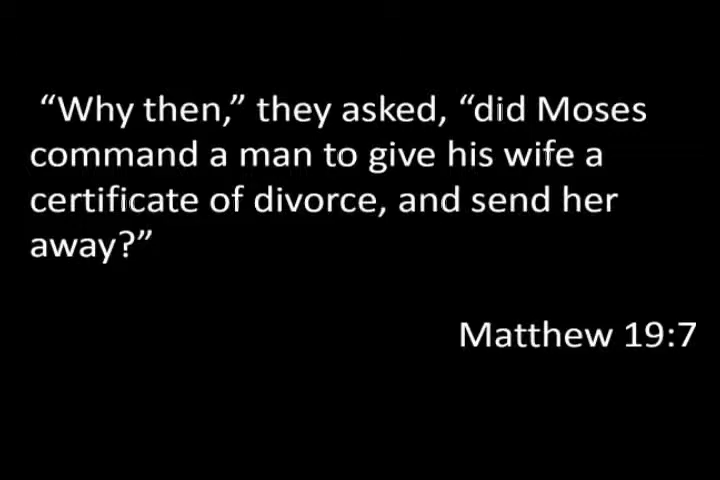 “Why then,” they asked, “did Moses
command a man to give his wife a
certificate of divorce, and send her
away?”
Matthew 19:7